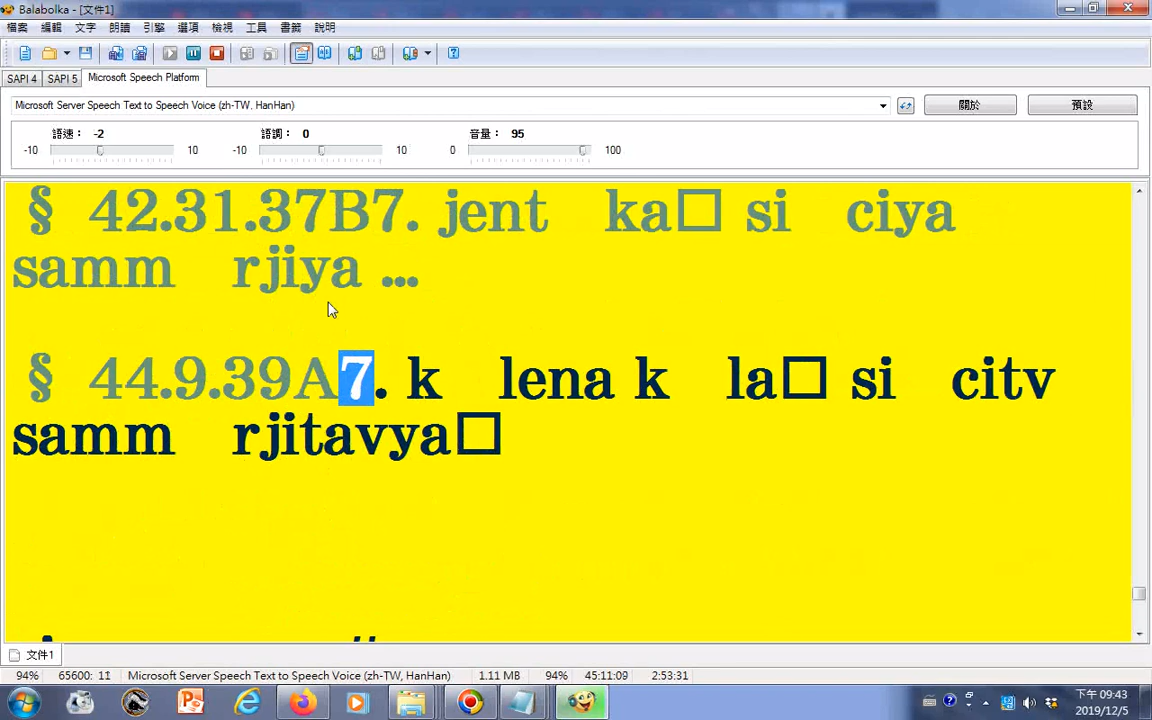 Balabolka - [文件1]
檔案 編輯 文字 朗讀 引擎 選項 檢視 工具 書籤 說明
SAPI 4 SAPI 5 Microsoft Speech Platform
Microsoft Server Speech Text to Speech Voice (zh-TW, HanHan) 關於 預設
語速： -2 語調： 0 音量： 95
-10 10 -10 10 0 100
§ 42.31.37B7. jent ka□ si ciya
samm rjiya ...
§ 44.9.39A7. k lena k la□ si citv
samm rjitavya□
文件1
94% 65600: 11 Microsoft Server Speech Text to Speech Voice (zh-TW, HanHan) 1.11 MB 94% 45:11:09 2:53:31
下午 09:43
2019/12/5